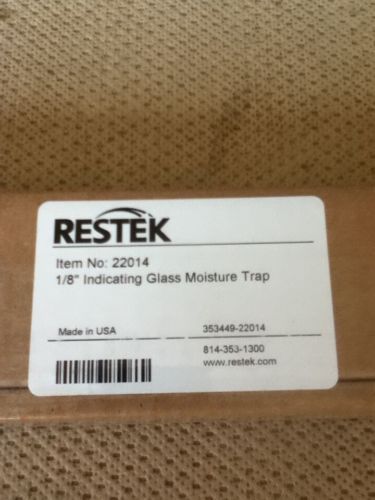 RESTEK
Item No: 22014
1/8" Indicating Glass Moisture Trap
Made in USA
353449-22014
814-353-1300
www.restek.com